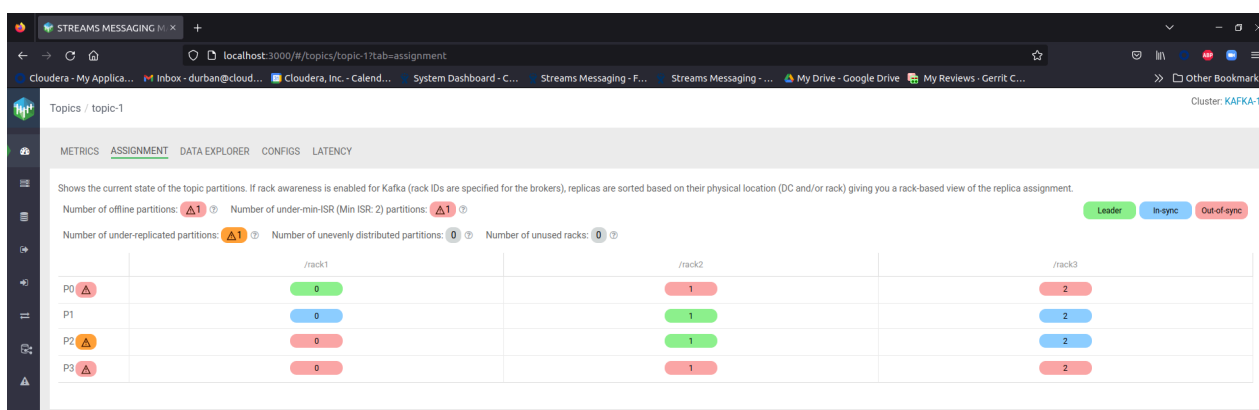 STREAMS MESSAGING M
localhost:3000/#/topics/topic-1?tab=assignment
Cloudera - My Applica... Inbox - durban@cloud... Cloudera, Inc. - Calend... System Dashboard - C... Streams Messaging - F... Streams Messaging - ... My Drive - Google Drive My Reviews · Gerrit C... Other Bookmark
Topics / topic-1 Cluster: KAFKA-1
METRICS ASSIGNMENT DATA EXPLORER CONFIGS LATENCY
Shows the current state of the topic partitions. If rack awareness is enabled for Kafka (rack IDs are specified for the brokers), replicas are sorted based on their physical location (DC and/or rack) giving you a rack-based view of the replica assignment.
Number of offline partitions: 1 Number of under-min-ISR (Min ISR: 2) partitions: 1 Leader In-sync Out-of-sync
Number of under-replicated partitions: 1 Number of unevenly distributed partitions: 0 Number of unused racks: 0
/rack1 /rack2 /rack3
P0 0 1 2
P1 0 1 2
P2 0 1 2
P3 0 1 2